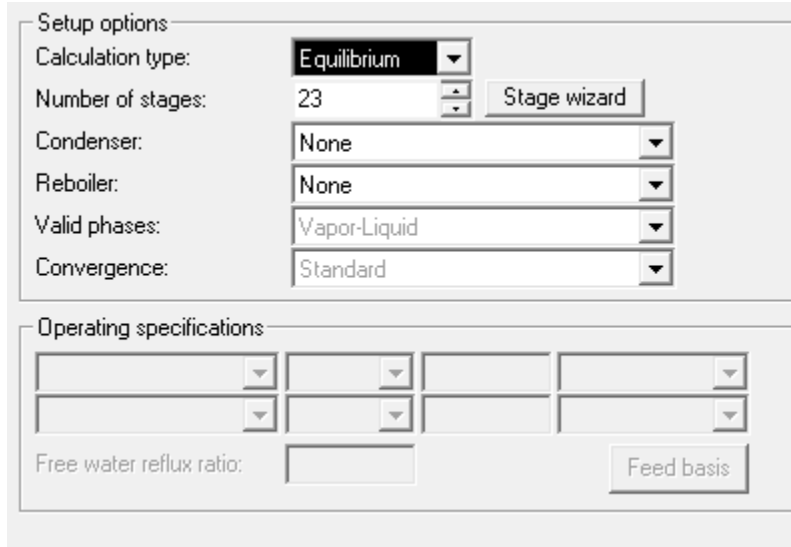 Setup options
Calculation type: Equilibrium
Number of stages: 23 Stage wizard
Condenser: None
Reboiler: None
Valid phases: Vapor-Liquid
Convergence: Standard
Operating specifications
Free water reflux ratio: Feed basis